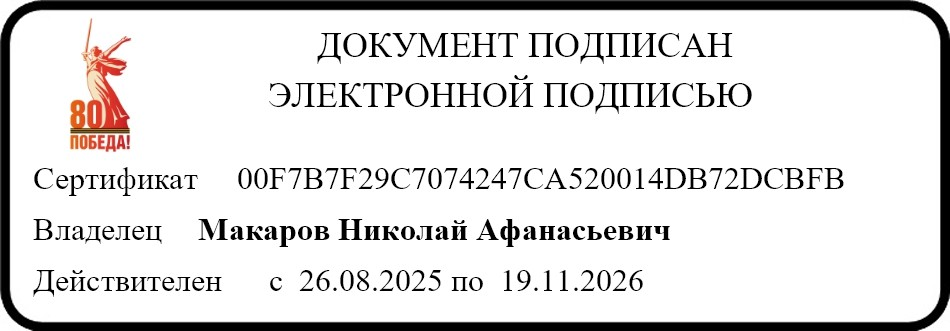 ДОКУМЕНТ ПОДПИСАН
ЭЛЕКТРОННОЙ ПОДПИСЬЮ
80
ПОБЕДА!
Сертификат 00F7B7F29C7074247CA520014DB72DCBFB
Владелец Макаров Николай Афанасьевич
Действителен с 26.08.2025 по 19.11.2026